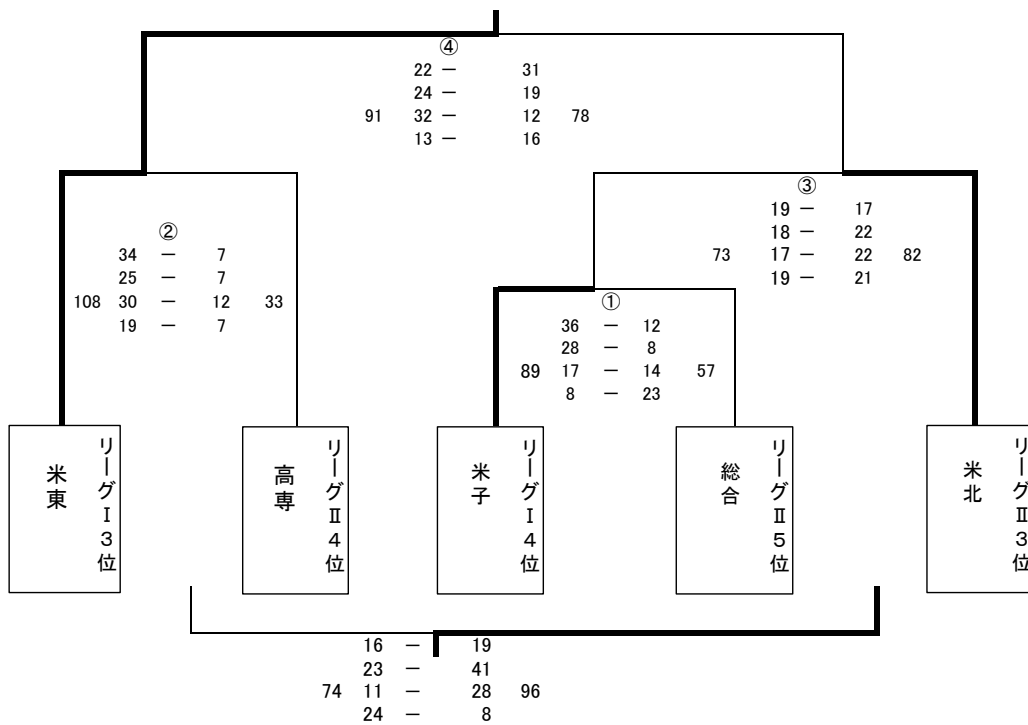 ④
22 － 31
24 － 19
91 32 － 12 78
13 － 16
③
19 － 17
18 － 22
73 17 － 22 82
19 － 21
②
34 － 7
25 － 7
108 30 － 12 33
19 － 7
①
36 － 12
28 － 8
89 17 － 14 57
8 － 23
リーグⅠ3位
米東
リーグⅡ4位
高専
リーグⅠ4位
米子
リーグⅡ5位
総合
リーグⅡ3位
米北
16 － 19
23 － 41
74 11 － 28 96
24 － 8